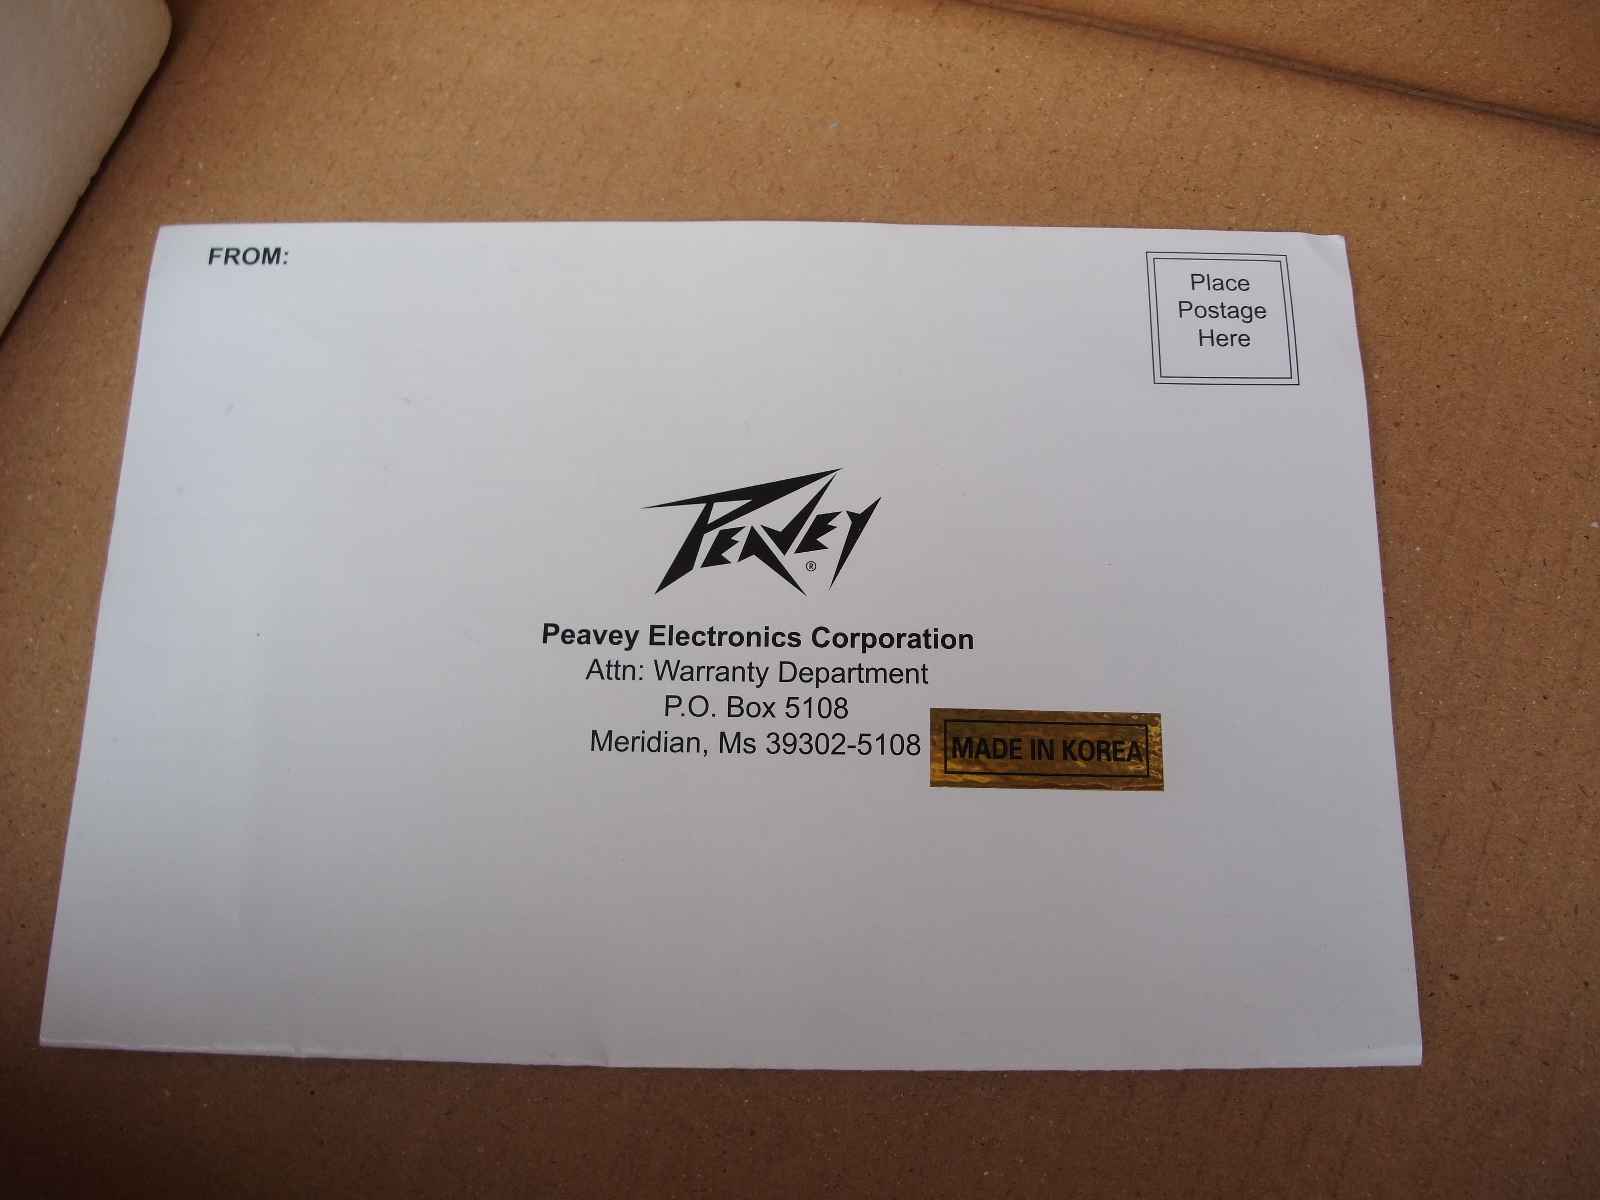 FROM:
Place
Postage
Here
PEAVEY®
Peavey Electronics Corporation
Attn: Warranty Department
P.O. Box 5108
Meridian, Ms 39302-5108
MADE IN KOREA